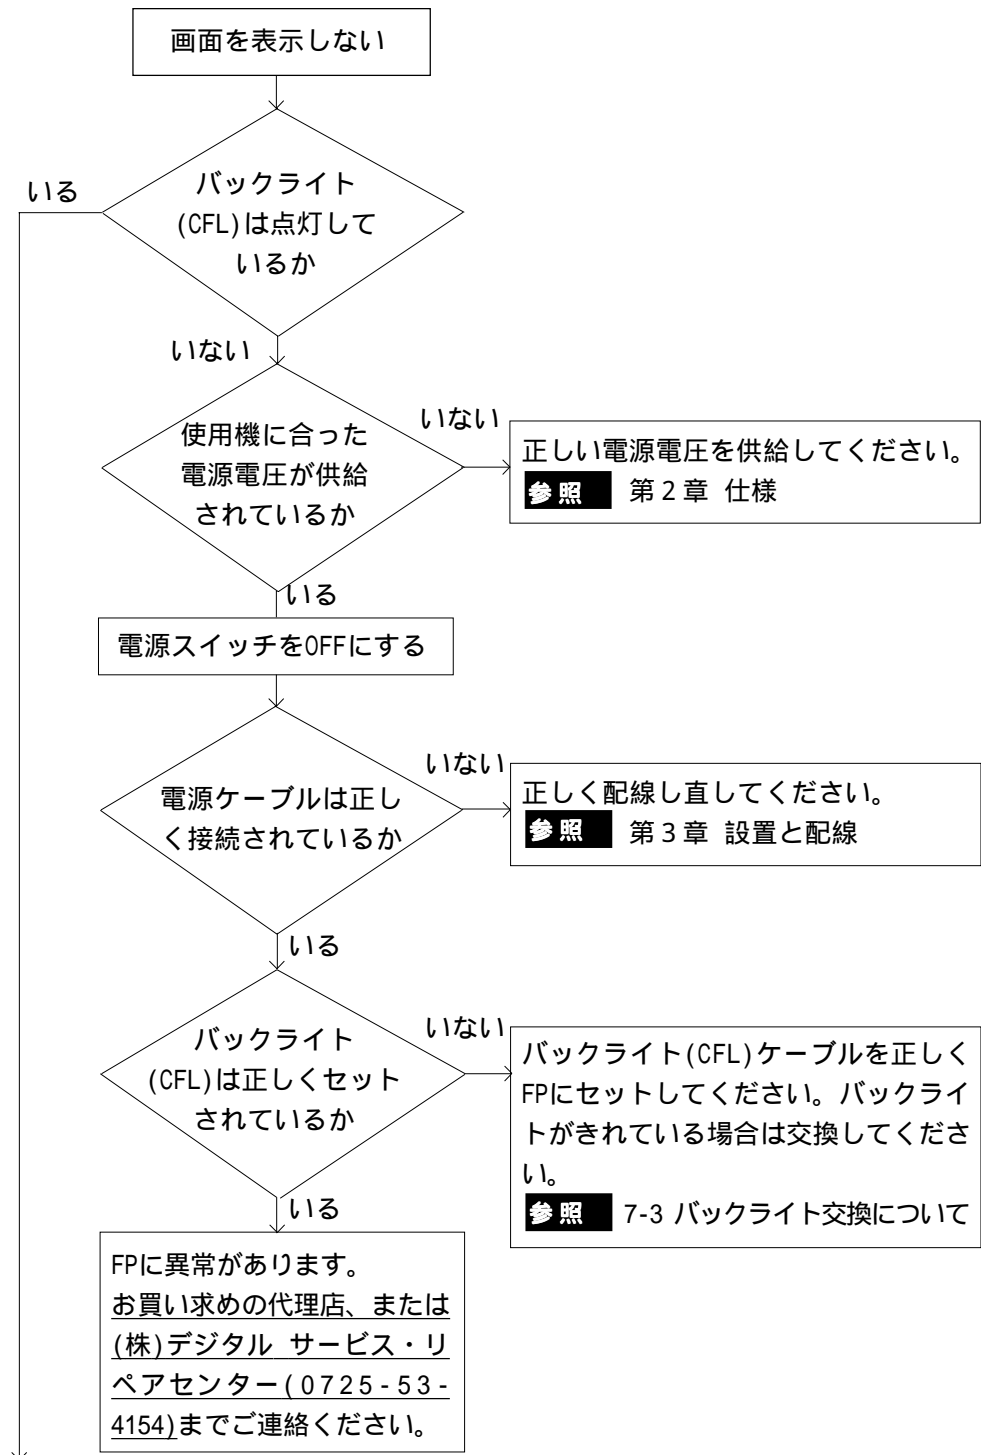 画面を表示しない
いる
バックライト
(CFL)は点灯して
いるか
いない
使用機に合った
電源電圧が供給
されているか
いない
正しい電源電圧を供給してください。
参照 第2章 仕様
いる
電源スイッチをOFFにする
電源ケーブルは正し
く接続されているか
いない
正しく配線し直してください。
参照 第3章 設置と配線
いる
バックライト
(CFL)は正しくセット
されているか
いない
バックライト(CFL)ケーブルを正しく
FPにセットしてください。バックライ
トがきれている場合は交換してくださ
い。
参照 7-3 バックライト交換について
いる
FPに異常があります。
お買い求めの代理店、または
(株)デジタル サービス・リ
ペアセンター(0725-53-
4154)までご連絡ください。